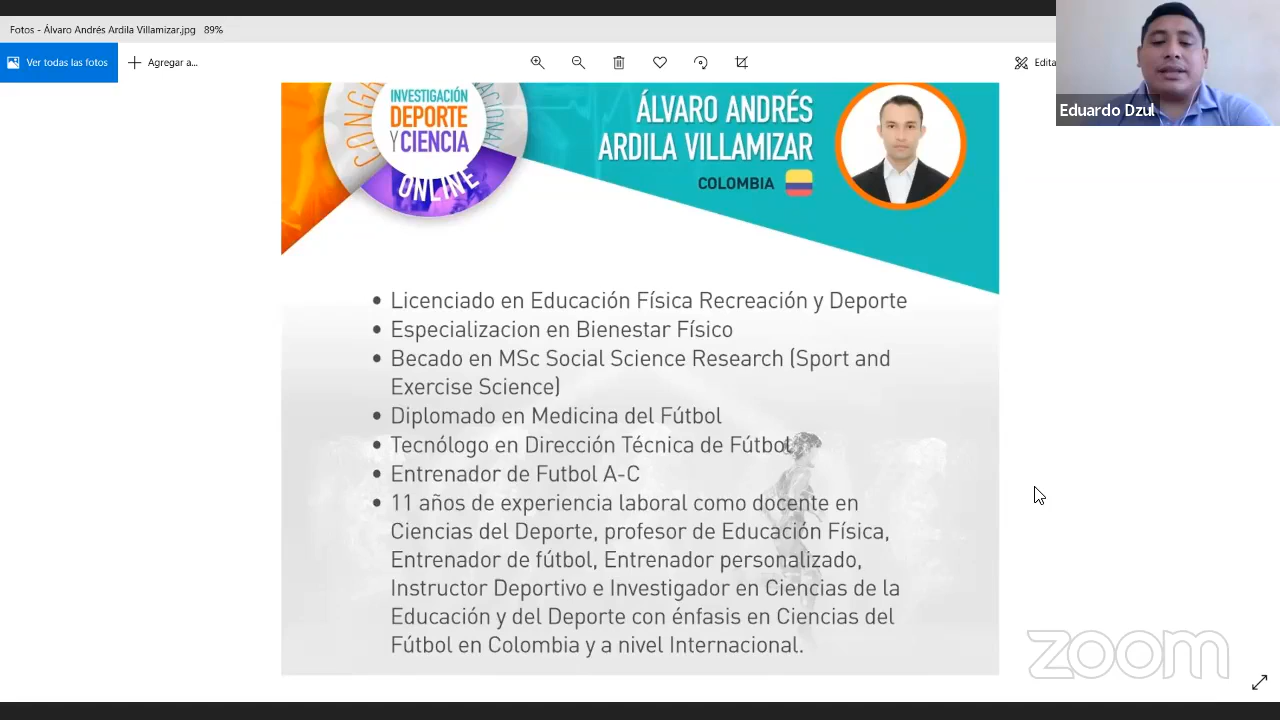 Fotos - Álvaro Andrés Ardila Villamizar.jpg 89%
Ver todas las fotos
Agregar a...
Edita
Eduardo Dzul
INVESTIGACIÓN
DEPORTE
Y CIENCIA
ONLINE
ÁLVARO ANDRÉS
ARDILA VILLAMIZAR
COLOMBIA
• Licenciado en Educación Física Recreación y Deporte
• Especializacion en Bienestar Físico
• Becado en MSc Social Science Research (Sport and
Exercise Science)
• Diplomado en Medicina del Fútbol
• Tecnólogo en Dirección Técnica de Fútbol
• Entrenador de Futbol A-C
• 11 años de experiencia laboral como docente en
Ciencias del Deporte, profesor de Educación Física,
Entrenador de fútbol, Entrenador personalizado,
Instructor Deportivo e Investigador en Ciencias de la
Educación y del Deporte con énfasis en Ciencias del
Fútbol en Colombia y a nivel Internacional.
zoom